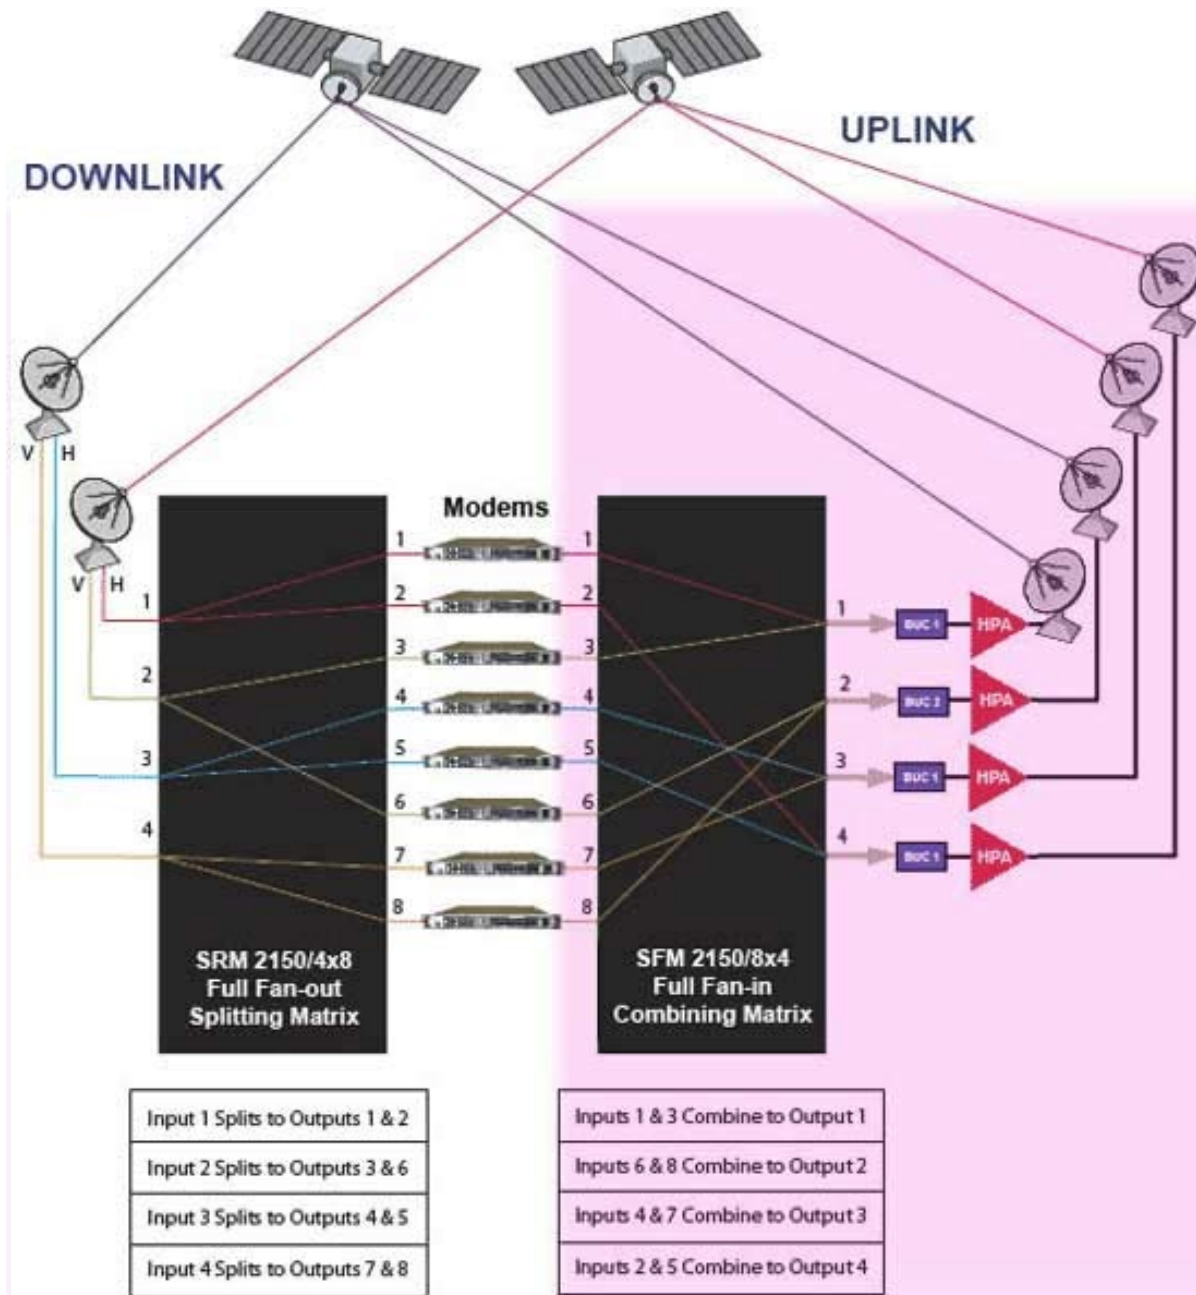 DOWNLINK
UPLINK
V H
V H
Modems
1
2
3
4
1
2
3
4
5
6
7
8
1
2
3
4
5
6
7
8
1
2
3
4
BUC 1
HPA
BUC 2
HPA
BUC 1
HPA
BUC 1
HPA
SRM 2150/4x8
Full Fan-out
Splitting Matrix
SFM 2150/8x4
Full Fan-in
Combining Matrix
Input 1 Splits to Outputs 1 & 2
Input 2 Splits to Outputs 3 & 6
Input 3 Splits to Outputs 4 & 5
Input 4 Splits to Outputs 7 & 8
Inputs 1 & 3 Combine to Output 1
Inputs 6 & 8 Combine to Output 2
Inputs 4 & 7 Combine to Output 3
Inputs 2 & 5 Combine to Output 4